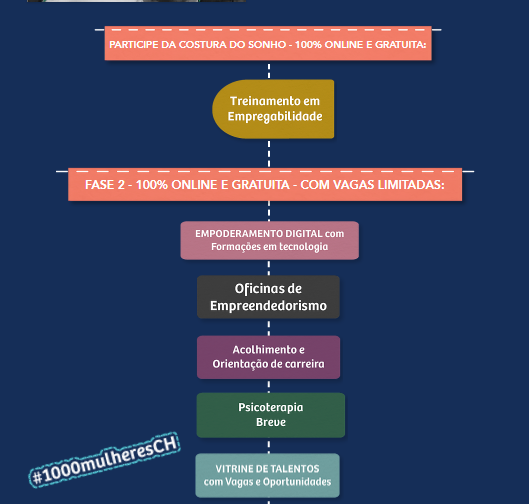 PARTICIPE DA COSTURA DO SONHO - 100% ONLINE E GRATUITA:
Treinamento em
Empregabilidade
FASE 2 - 100% ONLINE E GRATUITA - COM VAGAS LIMITADAS:
EMPODERAMENTO DIGITAL com
Formações em tecnologia
Oficinas de
Empreendedorismo
Acolhimento e
Orientação de carreira
Psicoterapia
Breve
#1000mulheresCH
VITRINE DE TALENTOS
com Vagas e Oportunidades